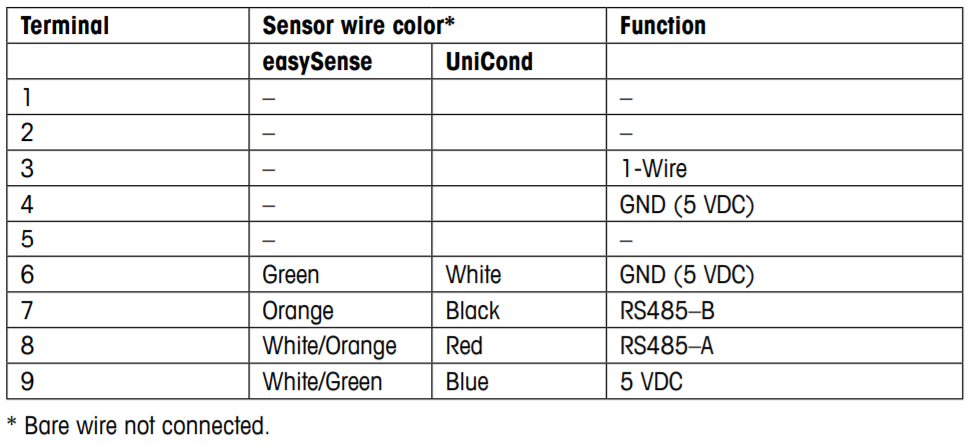 Terminal Sensor wire color* Function
easySense UniCond
1 – –
2 – –
3 – 1-Wire
4 – GND (5 VDC)
5 – –
6 Green White GND (5 VDC)
7 Orange Black RS485–B
8 White/Orange Red RS485–A
9 White/Green Blue 5 VDC
* Bare wire not connected.